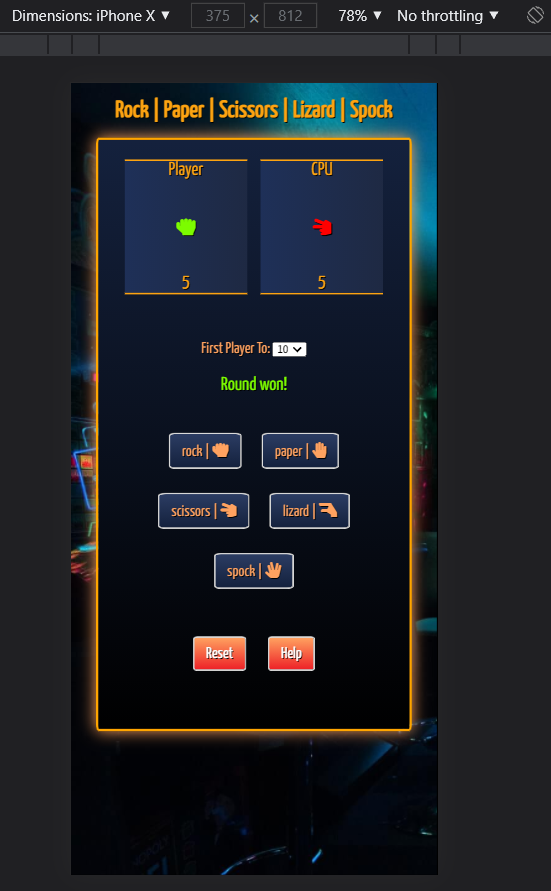 Dimensions: iPhone X ▼ 375 × 812 78% ▼ No throttling ▼
Rock | Paper | Scissors | Lizard | Spock
Player CPU
5 5
First Player To: 10
Round won!
rock | paper |
scissors | lizard |
spock |
Reset Help